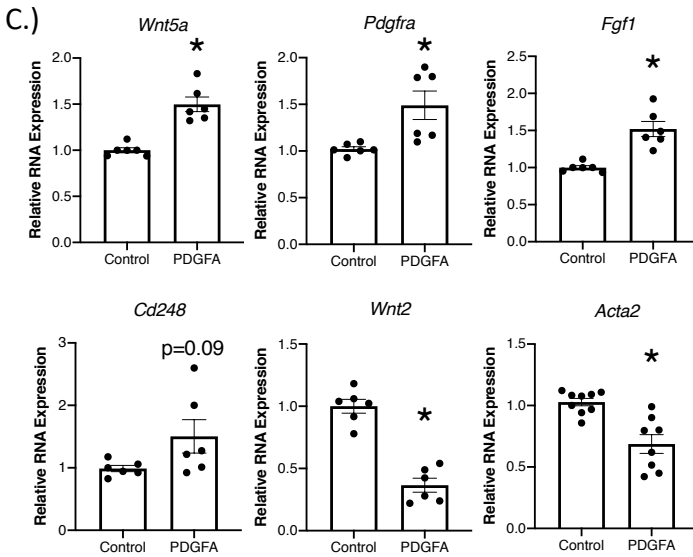 C.)
Wnt5a
Relative RNA Expression
2.0
1.5
1.0
0.5
0.0
*
Control PDGFA
Pdgfra
Relative RNA Expression
2.0
1.5
1.0
0.5
0.0
*
Control PDGFA
Fgf1
Relative RNA Expression
2.5
2.0
1.5
1.0
0.5
0.0
*
Control PDGFA
Cd248
Relative RNA Expression
3
2
1
0
p=0.09
Control PDGFA
Wnt2
Relative RNA Expression
1.5
1.0
0.5
0.0
*
Control PDGFA
Acta2
Relative RNA Expression
1.5
1.0
0.5
0.0
*
Control PDGFA